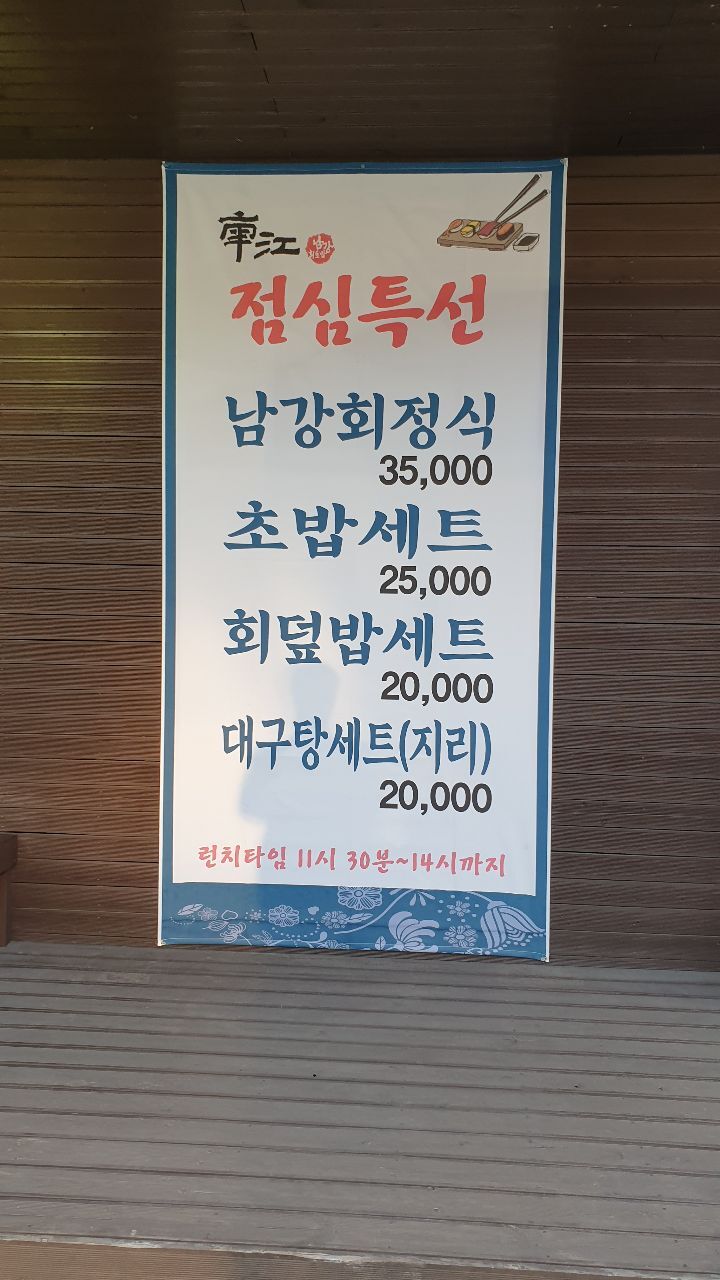 南江 남강
점심특선
남강회정식
35,000
초밥세트
25,000
회덮밥세트
20,000
대구탕세트(지리)
20,000
런치타임 11시 30분~14시까지